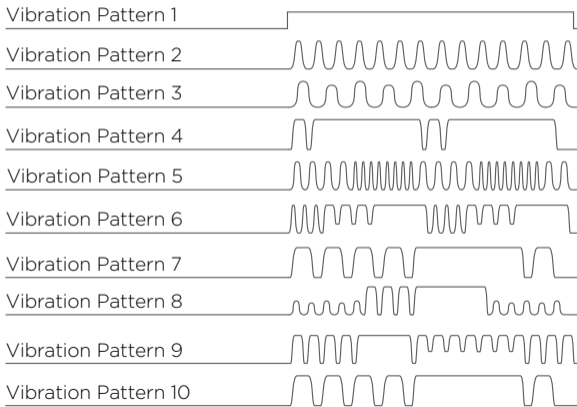 Vibration Pattern 1
Vibration Pattern 2
Vibration Pattern 3
Vibration Pattern 4
Vibration Pattern 5
Vibration Pattern 6
Vibration Pattern 7
Vibration Pattern 8
Vibration Pattern 9
Vibration Pattern 10